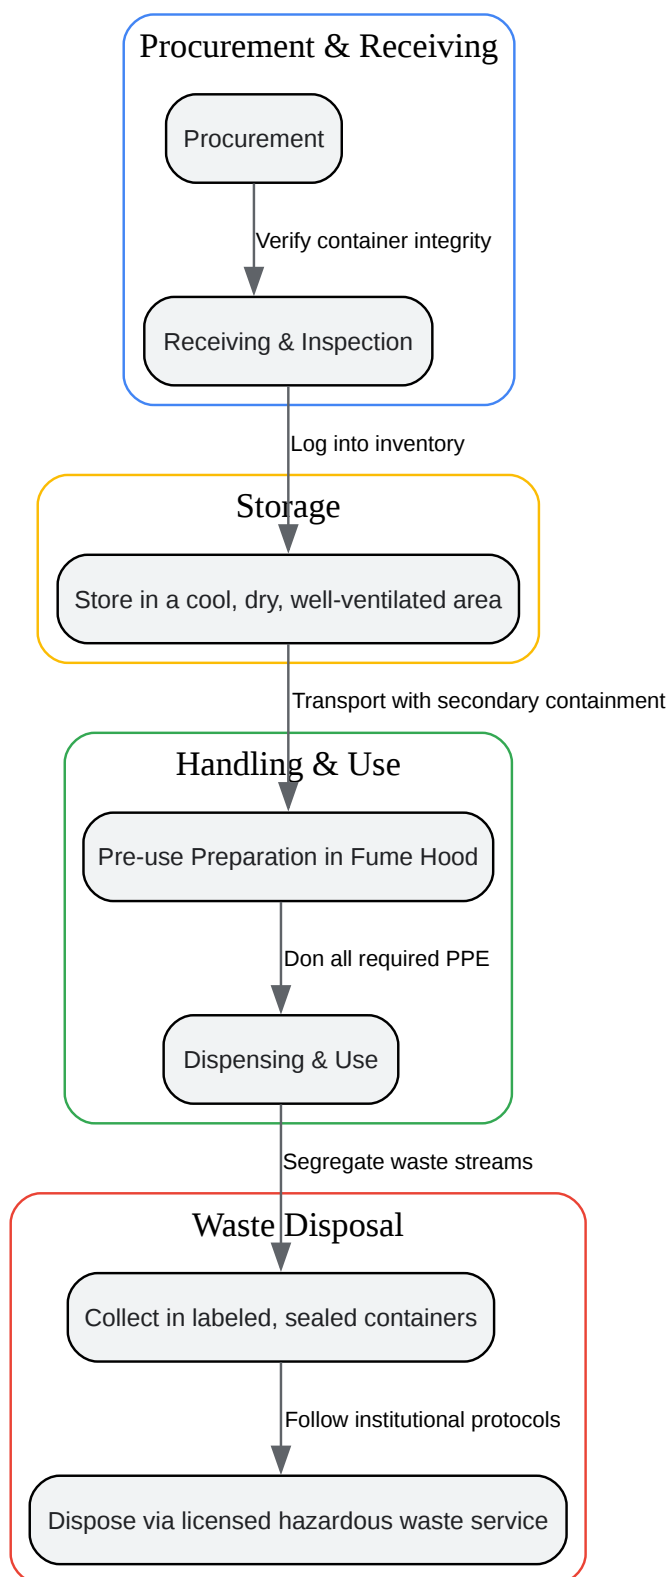 Procurement & Receiving
Procurement
Verify container integrity
Receiving & Inspection
Log into inventory
Storage
Store in a cool, dry, well-ventilated area
Transport with secondary containment
Handling & Use
Pre-use Preparation in Fume Hood
Don all required PPE
Dispensing & Use
Segregate waste streams
Waste Disposal
Collect in labeled, sealed containers
Follow institutional protocols
Dispose via licensed hazardous waste service